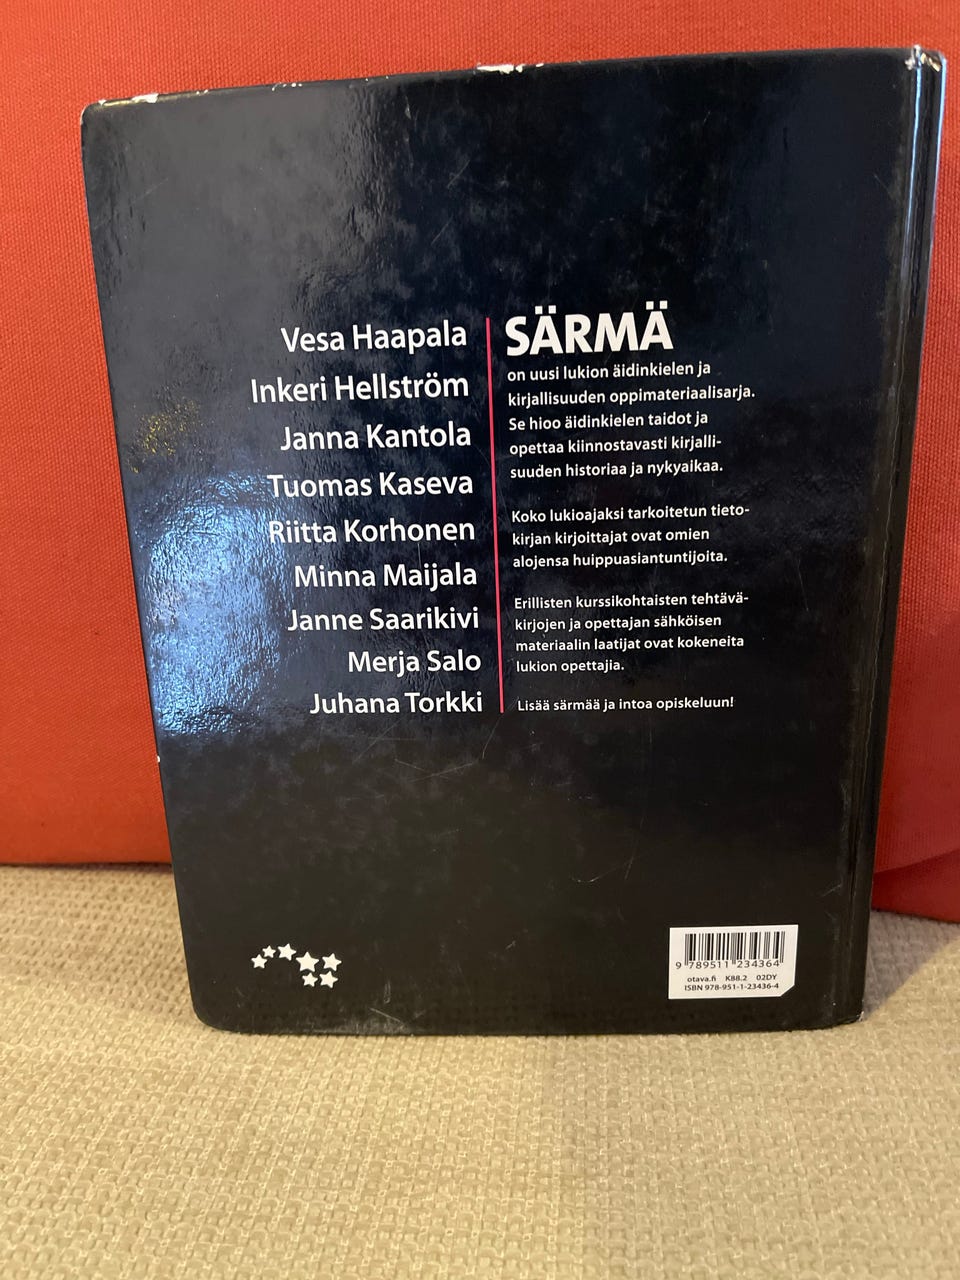 Vesa Haapala
Inkeri Hellström
Janna Kantola
Tuomas Kaseva
Riitta Korhonen
Minna Maijala
Janne Saarikivi
Merja Salo
Juhana Torkki
SÄRMÄ
on uusi lukion äidinkielen ja
kirjallisuuden oppimateriaalisarja.
Se hioo äidinkielen taidot ja
opettaa kiinnostavasti kirjalli-
suuden historiaa ja nykyaikaa.
Koko lukioajaksi tarkoitetun tieto-
kirjan kirjoittajat ovat omien
alojensa huippuasiantuntijoita.
Erillisten kurssikohtaisten tehtävä-
kirjojen ja opettajan sähköisen
materiaalin laatijat ovat kokeneita
lukion opettajia.
Lisää särmää ja intoa opiskeluun!
9 789511 234364
otava.fi K88.2 02DY
ISBN 978-951-1-23436-4